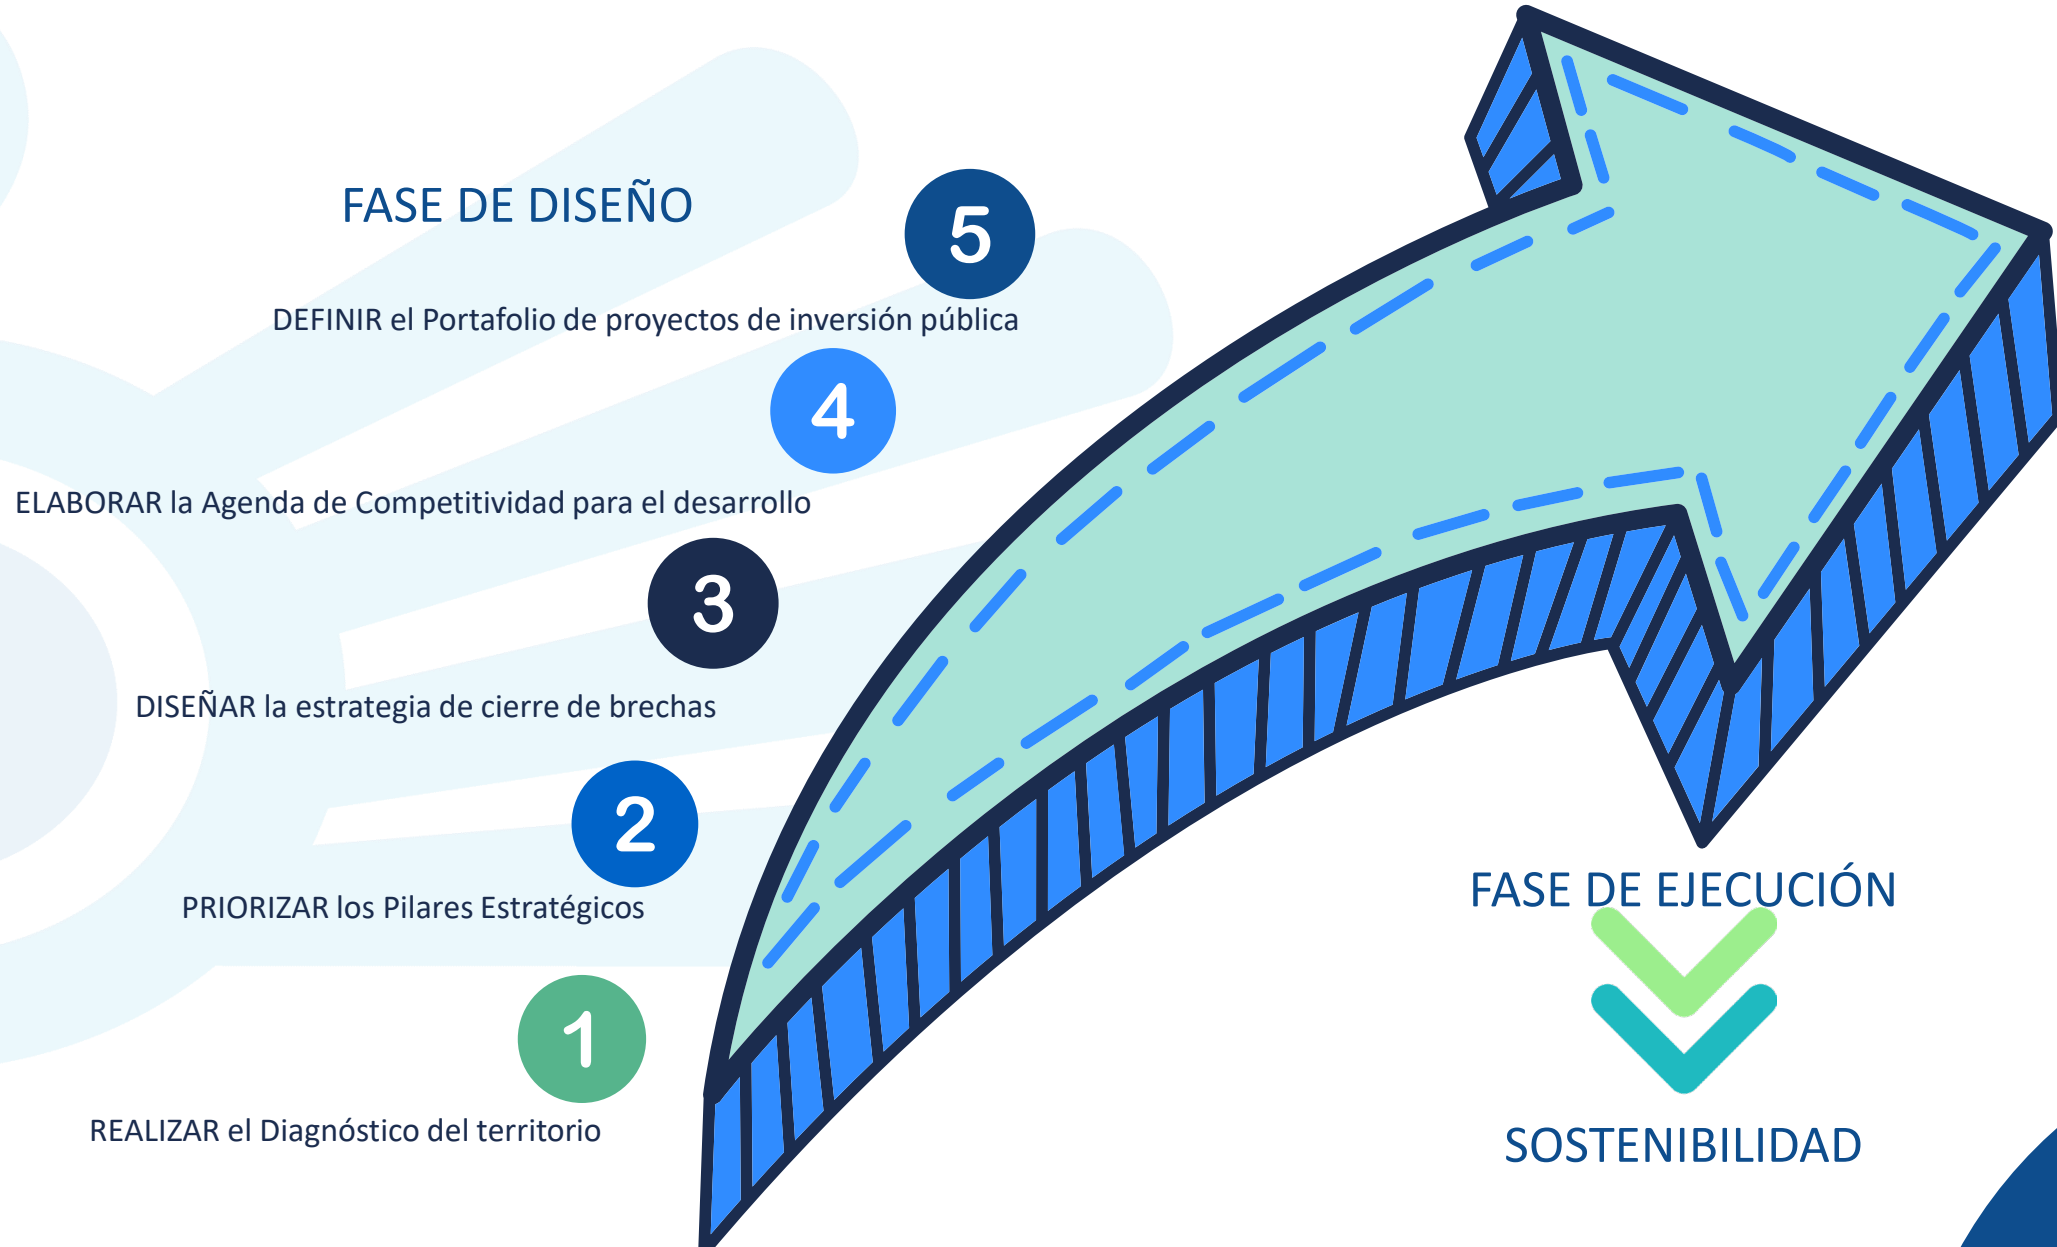 FASE DE DISEÑO
5
DEFINIR el Portafolio de proyectos de inversión pública
4
ELABORAR la Agenda de Competitividad para el desarrollo
3
DISEÑAR la estrategia de cierre de brechas
2
PRIORIZAR los Pilares Estratégicos
1
REALIZAR el Diagnóstico del territorio
FASE DE EJECUCIÓN
SOSTENIBILIDAD